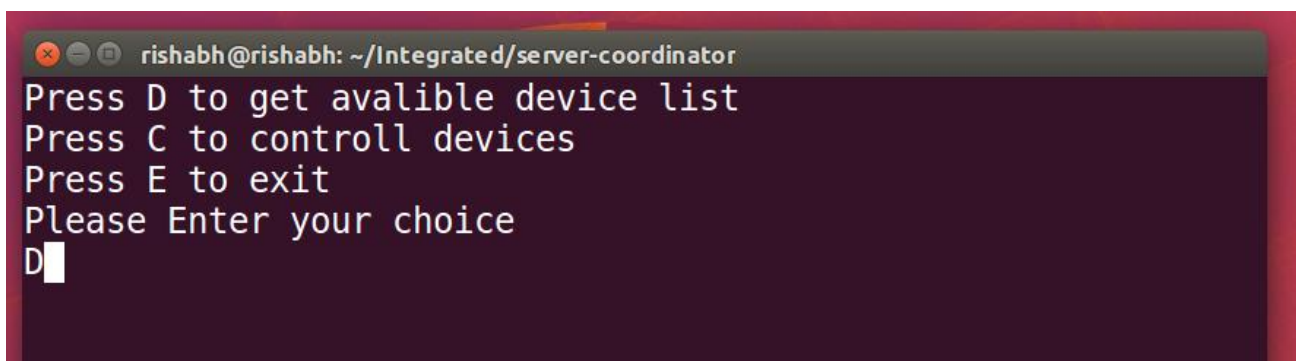 rishabh@rishabh: ~/Integrated/server-coordinator
Press D to get avalible device list
Press C to controll devices
Press E to exit
Please Enter your choice
D